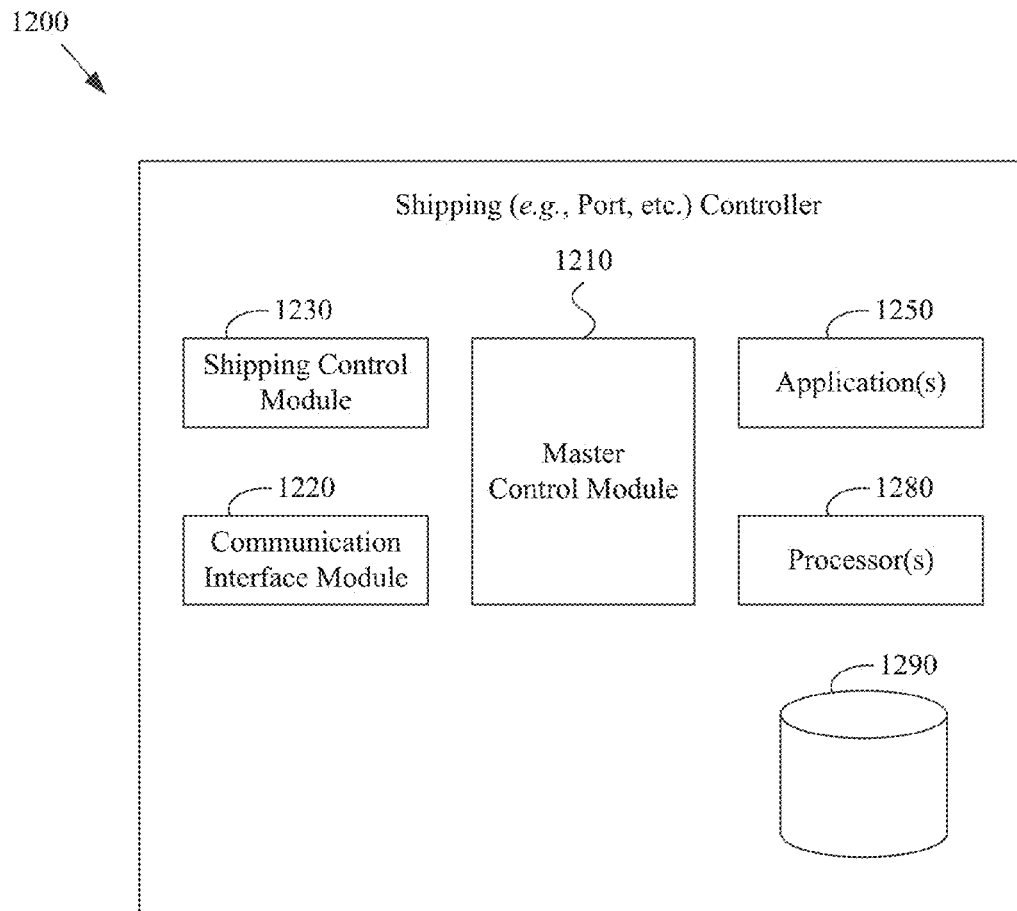 1200
Shipping (e.g., Port, etc.) Controller
1210
1230
1250
Shipping Control
Module
Application(s)
Master
Control Module
1220
1280
Communication
Interface Module
Processor(s)
1290